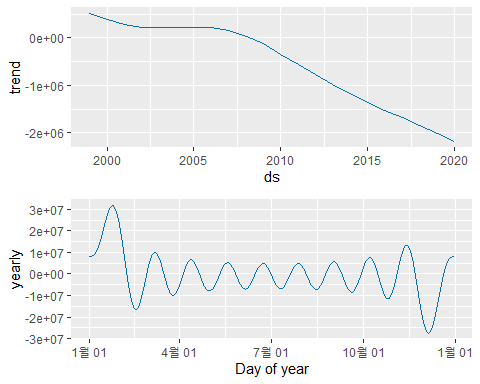 trend
0e+00
-1e+06
-2e+06
2000
2005
2010
2015
2020
ds
yearly
3e+07
2e+07
1e+07
0e+00
-1e+07
-2e+07
-3e+07
1월 01
4월 01
7월 01
10월 01
1월 01
Day of year